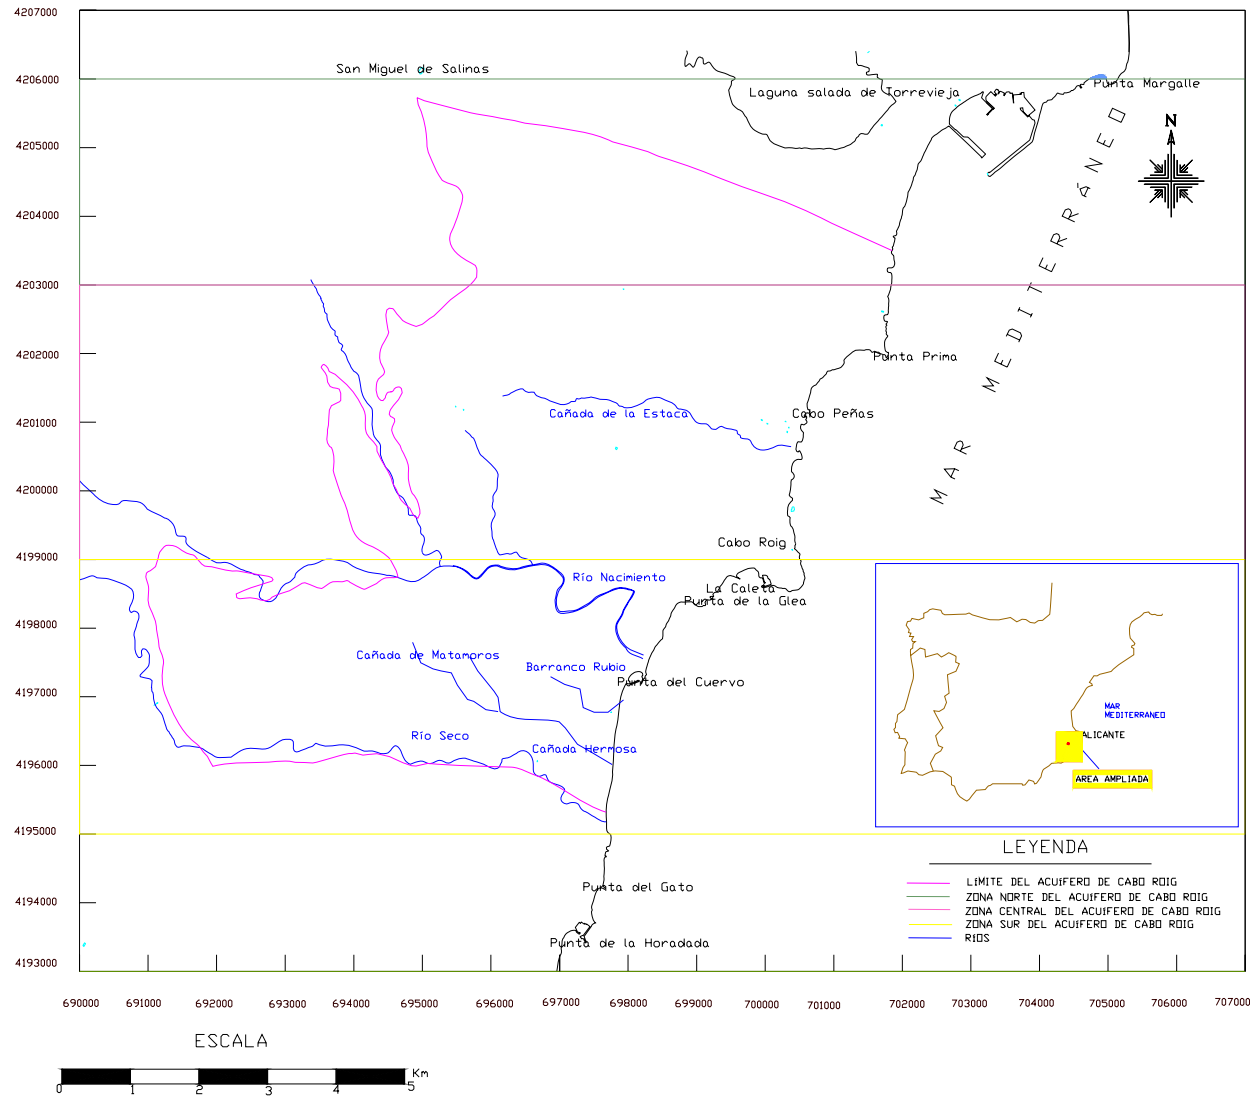 4207000
4206000
4205000
4204000
4203000
4202000
4201000
4200000
4199000
4198000
4197000
4196000
4195000
4194000
4193000
San Miguel de Salinas
Laguna salada de Torrevieja
Punta Margalle
N
MAR MEDITERRÁNEO
Punta Prima
Cañada de la Estaca
Cabo Peñas
Cabo Roig
Río Nacimiento
La Caleta
Punta de la Glea
Cañada de Matamoros
Barranco Rubio
Punta del Cuervo
Río Seco
Cañada Hermosa
Punta del Gato
Punta de la Horadada
MAR
MEDITERRANEO
ALICANTE
AREA AMPLIADA
LEYENDA
LíMITE DEL ACUíFERO DE CABO ROIG
ZONA NORTE DEL ACUíFERO DE CABO ROIG
ZONA CENTRAL DEL ACUíFERO DE CABO ROIG
ZONA SUR DEL ACUíFERO DE CABO ROIG
RíOS
690000 691000 692000 693000 694000 695000 696000 697000 698000 699000 700000 701000 702000 703000 704000 705000 706000 707000
ESCALA
Km
0 1 2 3 4 5